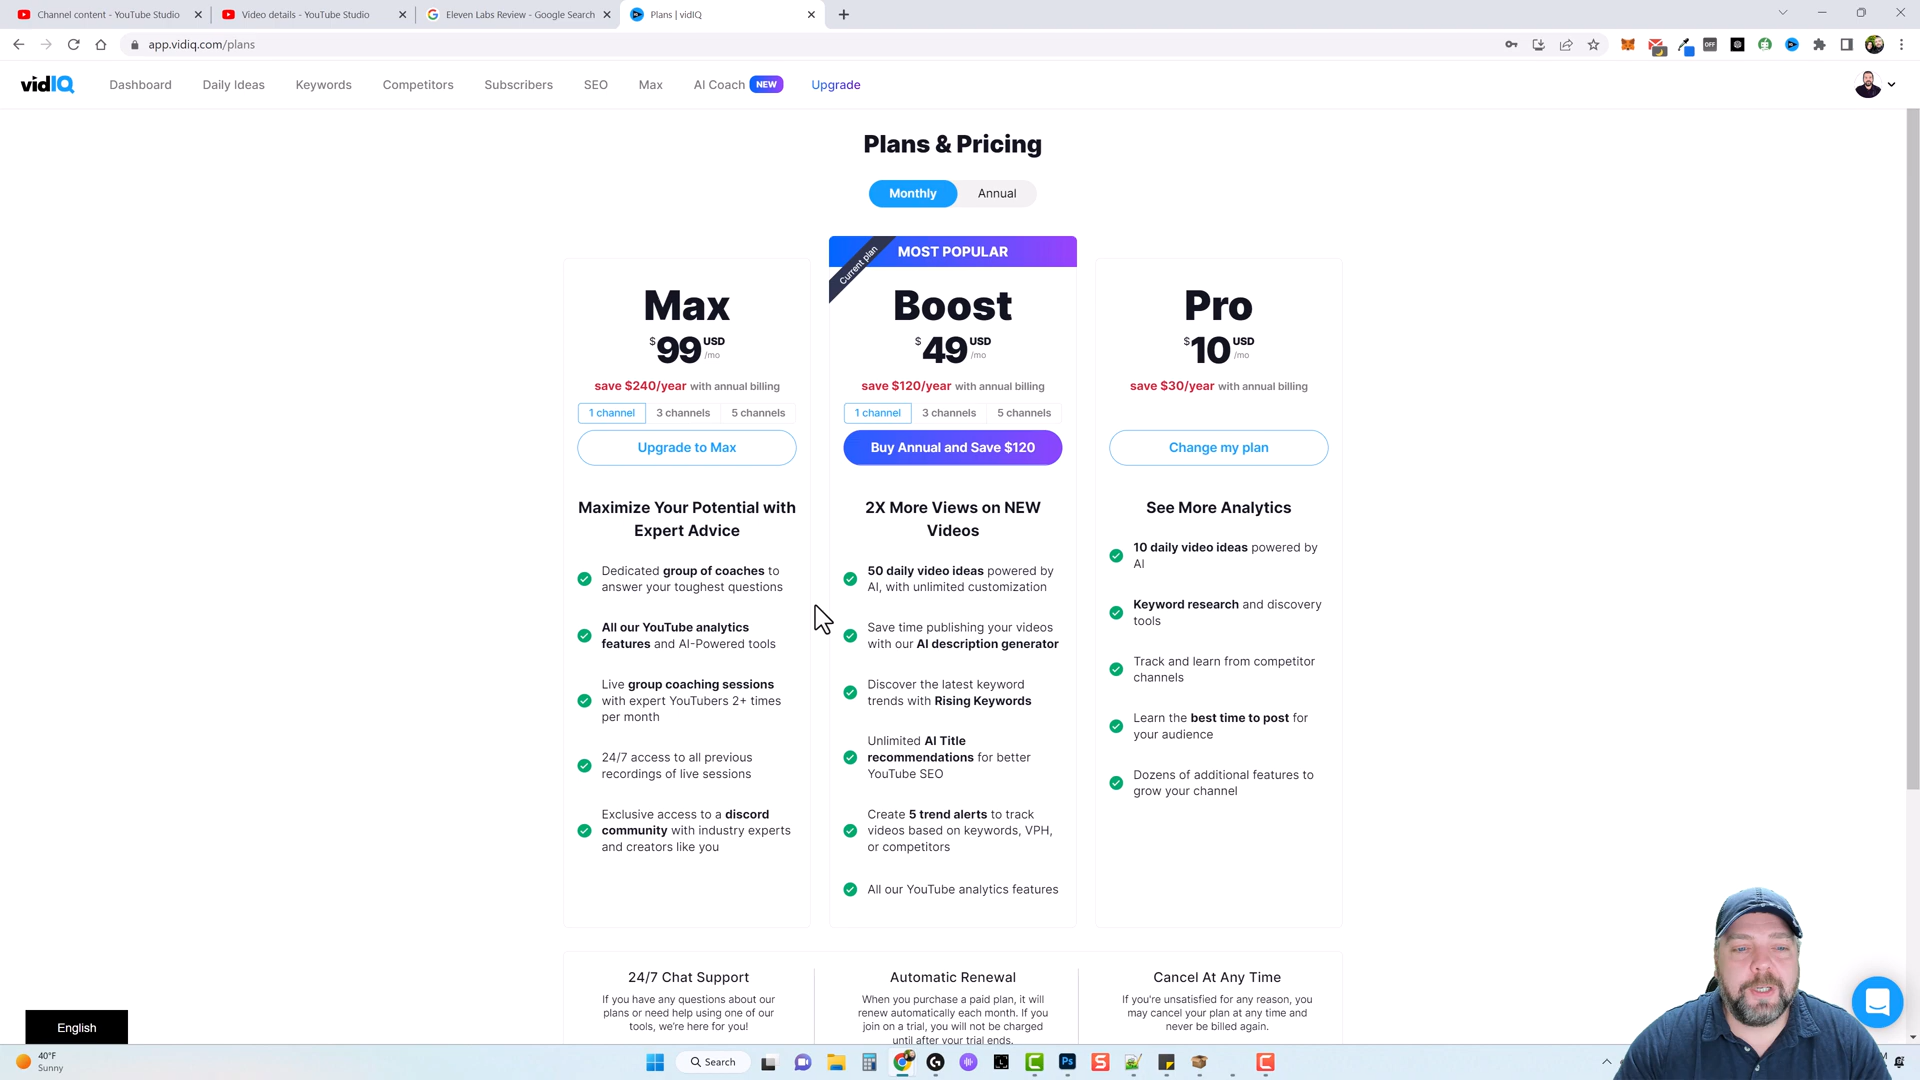 Channel content - YouTube Studio
Video details - YouTube Studio
Eleven Labs Review - Google Search
Plans | vidIQ
app.vidiq.com/plans
OFF
vidIQ
Dashboard
Daily Ideas
Keywords
Competitors
Subscribers
SEO
Max
AI Coach NEW
Upgrade
Plans & Pricing
Monthly
Annual
Max
$99 USD /mo
save $240/year with annual billing
1 channel 3 channels 5 channels
Upgrade to Max
Maximize Your Potential with
Expert Advice
Dedicated group of coaches to
answer your toughest questions
All our YouTube analytics
features and AI-Powered tools
Live group coaching sessions
with expert YouTubers 2+ times
per month
24/7 access to all previous
recordings of live sessions
Exclusive access to a discord
community with industry experts
and creators like you
MOST POPULAR
Current plan
Boost
$49 USD /mo
save $120/year with annual billing
1 channel 3 channels 5 channels
Buy Annual and Save $120
2X More Views on NEW
Videos
50 daily video ideas powered by
AI, with unlimited customization
Save time publishing your videos
with our AI description generator
Discover the latest keyword
trends with Rising Keywords
Unlimited AI Title
recommendations for better
YouTube SEO
Create 5 trend alerts to track
videos based on keywords, VPH,
or competitors
All our YouTube analytics features
Pro
$10 USD /mo
save $30/year with annual billing
Change my plan
See More Analytics
10 daily video ideas powered by
AI
Keyword research and discovery
tools
Track and learn from competitor
channels
Learn the best time to post for
your audience
Dozens of additional features to
grow your channel
24/7 Chat Support
If you have any questions about our
plans or need help using one of our
tools, we're here for you!
Automatic Renewal
When you purchase a paid plan, it will
renew automatically each month. If you
join on a trial, you will not be charged
until after your trial ends.
Cancel At Any Time
If you're unsatisfied for any reason, you
may cancel your plan at any time and
never be billed again.
English
40°F
Sunny
Search
Ps